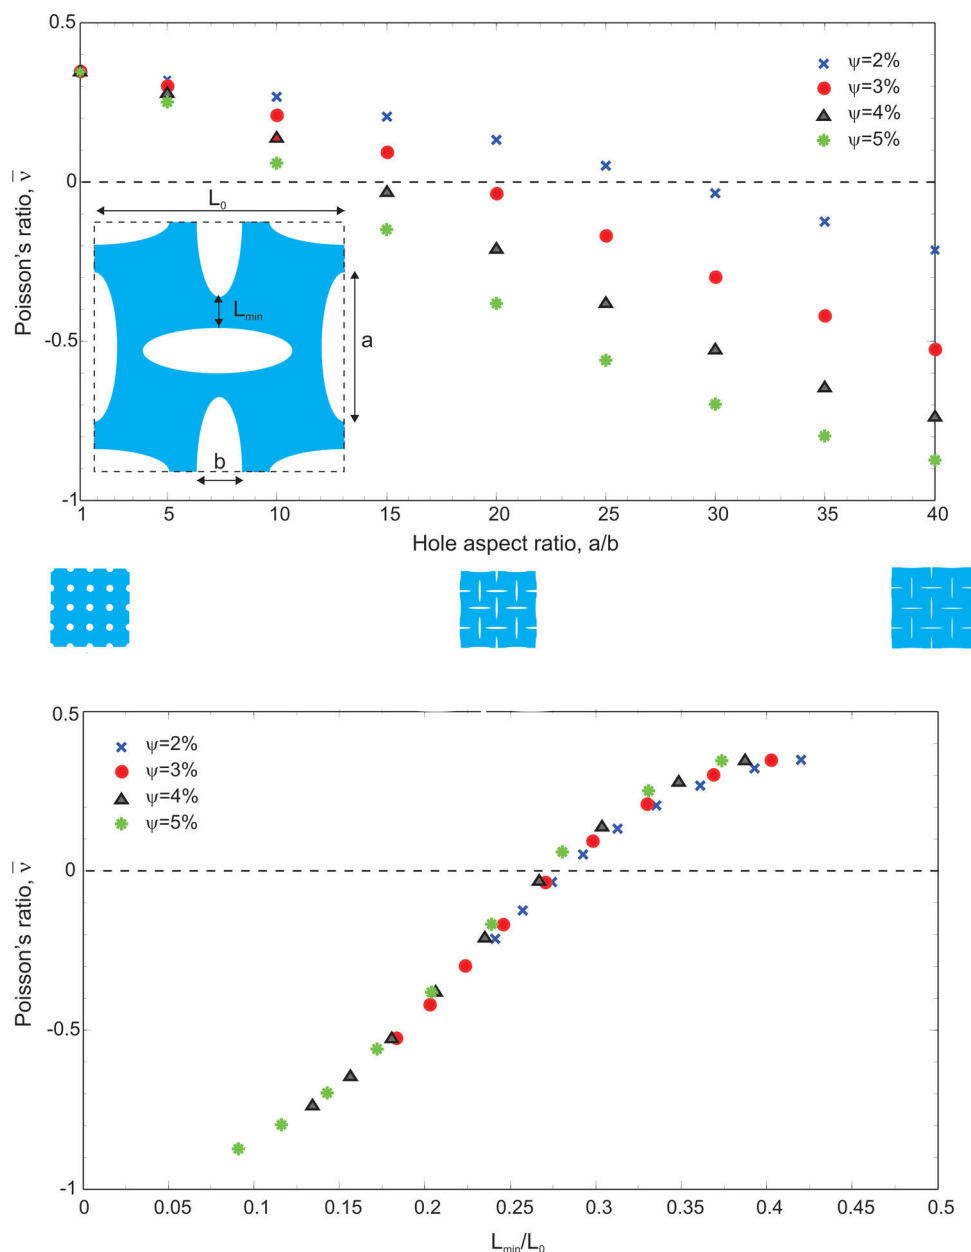 0.5
0
-0.5
-1
Poisson's ratio, ν̅
ψ=2%
ψ=3%
ψ=4%
ψ=5%
L₀
Lmin
a
b
1 5 10 15 20 25 30 35 40
Hole aspect ratio, a/b
0.5
0
-0.5
-1
Poisson's ratio, ν̅
ψ=2%
ψ=3%
ψ=4%
ψ=5%
0 0.05 0.1 0.15 0.2 0.25 0.3 0.35 0.4 0.45 0.5
Lmin/L₀